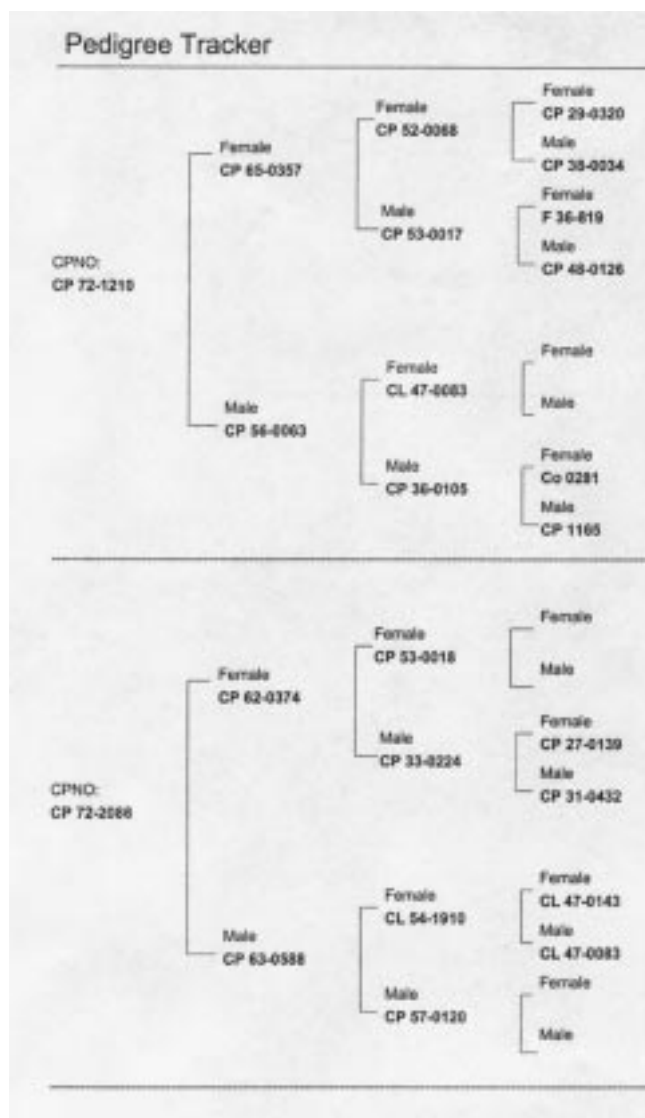 Pedigree Tracker
Female
CP 29-0320
Female
CP 52-0068
Male
CP 38-0034
Female
CP 65-0357
Female
F 36-819
Male
CP 53-0017
Male
CP 48-0126
CPNO:
CP 72-1210
Female
Female
CL 47-0083
Male
Male
CP 56-0063
Female
Co 0281
Male
CP 36-0105
Male
CP 1165
Female
Female
CP 53-0018
Male
Female
CP 62-0374
Female
CP 27-0139
Male
CP 33-0224
Male
CP 31-0432
CPNO:
CP 72-2086
Female
CL 47-0143
Female
CL 54-1910
Male
CL 47-0083
Male
CP 63-0588
Female
Male
CP 57-0120
Male